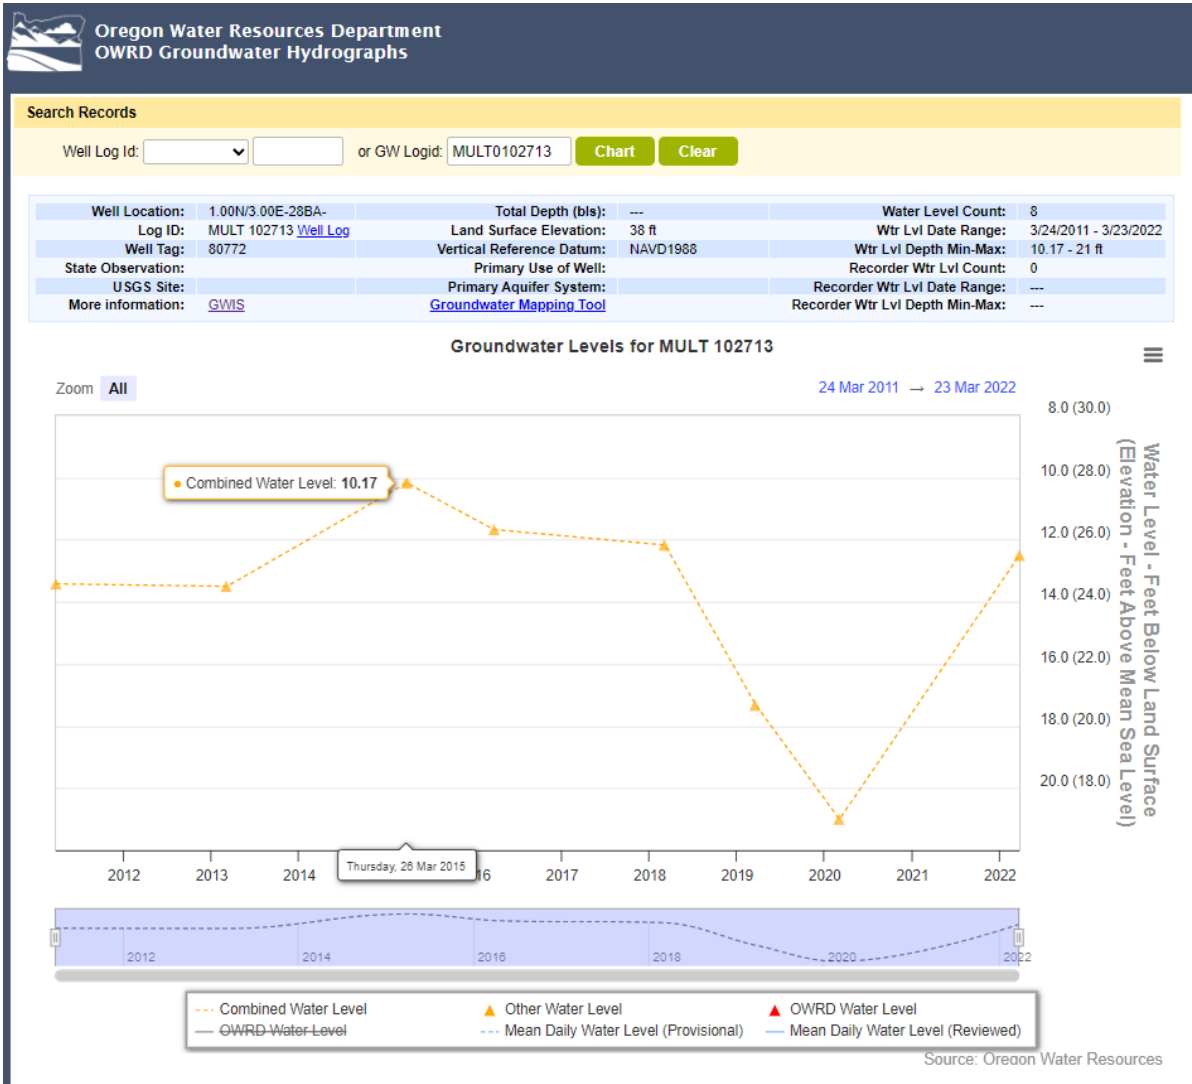 Oregon Water Resources Department
OWRD Groundwater Hydrographs
Search Records
Well Log Id: or GW Logid: MULT0102713 Chart Clear
Well Location: 1.00N/3.00E-28BA- Total Depth (bls): --- Water Level Count: 8
Log ID: MULT 102713 Well Log Land Surface Elevation: 38 ft Wtr Lvl Date Range: 3/24/2011 - 3/23/2022
Well Tag: 80772 Vertical Reference Datum: NAVD1988 Wtr Lvl Depth Min-Max: 10.17 - 21 ft
State Observation: Primary Use of Well: Recorder Wtr Lvl Count: 0
USGS Site: Primary Aquifer System: Recorder Wtr Lvl Date Range: ---
More information: GWIS Groundwater Mapping Tool Recorder Wtr Lvl Depth Min-Max: ---
Groundwater Levels for MULT 102713
Zoom All 24 Mar 2011 → 23 Mar 2022
8.0 (30.0)
10.0 (28.0)
12.0 (26.0)
14.0 (24.0)
16.0 (22.0)
18.0 (20.0)
20.0 (18.0)
Water Level - Feet Below Land Surface
(Elevation - Feet Above Mean Sea Level)
Combined Water Level: 10.17
Thursday, 26 Mar 2015
2012 2013 2014 16 2017 2018 2019 2020 2021 2022
2012 2014 2016 2018 2020 2022
Combined Water Level Other Water Level OWRD Water Level
OWRD Water Level Mean Daily Water Level (Provisional) Mean Daily Water Level (Reviewed)
Source: Oregon Water Resources